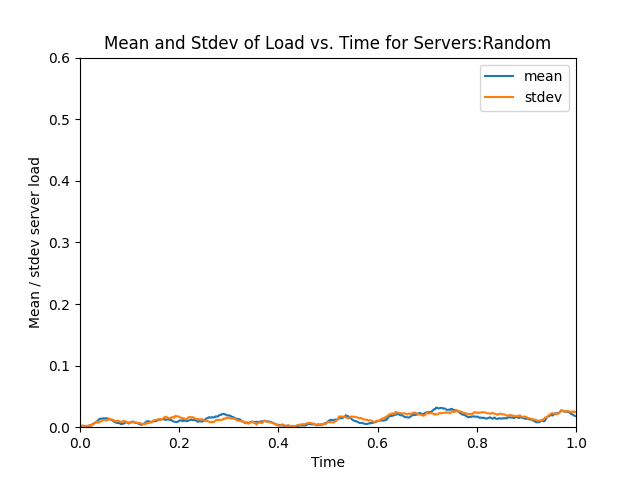 Mean and Stdev of Load vs. Time for Servers:Random
mean
stdev
Mean / stdev server load
0.6
0.5
0.4
0.3
0.2
0.1
0.0
0.0 0.2 0.4 0.6 0.8 1.0
Time